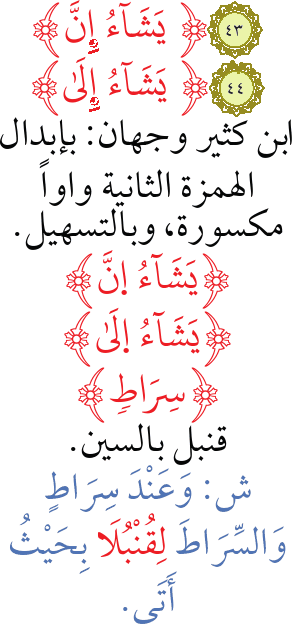 ﴿يَشَآءُ إِنَّ﴾ ٤٣
﴿يَشَآءُ إِلَىٰ﴾ ٤٤
ابن كثير وجهان: بإبدال
الهمزة الثانية واواً
مكسورة، وبالتسهيل.
﴿يَشَآءُ اِنَّ﴾
﴿يَشَآءُ اِلَىٰ﴾
﴿سِرَاطٍ﴾
قنبل بالسين.
ش: وَعَنْدَ سِرَاطٍ
وَالسِّرَاطَ لِقُنْبُلَا بِحَيْثُ
أَتَى.